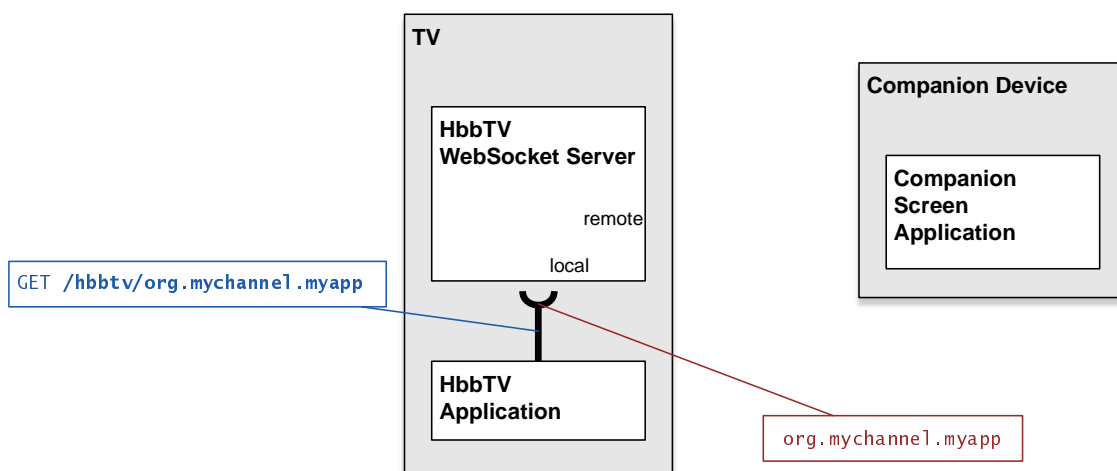 TV
HbbTV
WebSocket Server
remote
local
GET /hbbtv/org.mychannel.myapp
HbbTV
Application
Companion Device
Companion
Screen
Application
org.mychannel.myapp